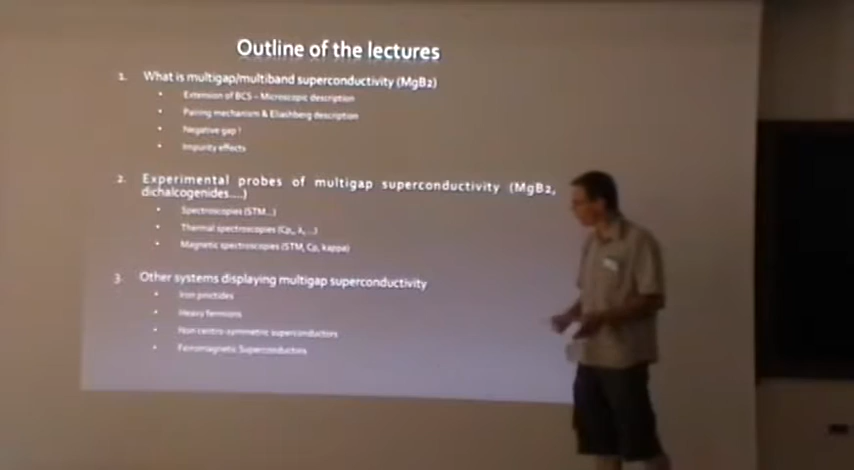 Outline of the lectures
1. What is multigap/multiband superconductivity (MgB2)
• Extension of BCS – Microscopic description
• Pairing mechanism & Eliashberg description
• Negative gap !
• Impurity effects
2. Experimental probes of multigap superconductivity (MgB2,
dichalcogenides....)
• Spectroscopies (STM...)
• Thermal spectroscopies (Cp, λ,...)
• Magnetic spectroscopies (STM, Cp, kappa)
3. Other systems displaying multigap superconductivity
• Iron pnictides
• Heavy fermions
• Non centro-symmetric superconductors
• Ferromagnetic Superconductors